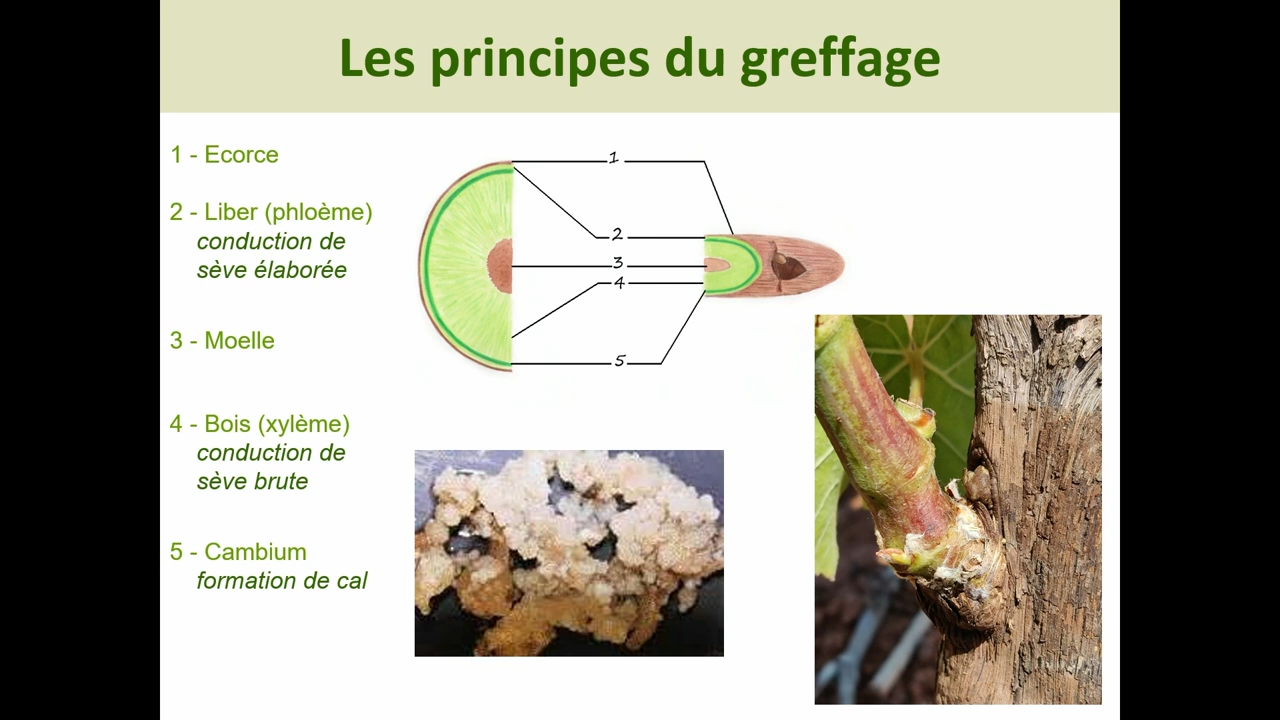 Les principes du greffage
1 - Ecorce
2 - Liber (phloème)
conduction de
sève élaborée
3 - Moelle
4 - Bois (xylème)
conduction de
sève brute
5 - Cambium
formation de cal
1
2
3
4
5